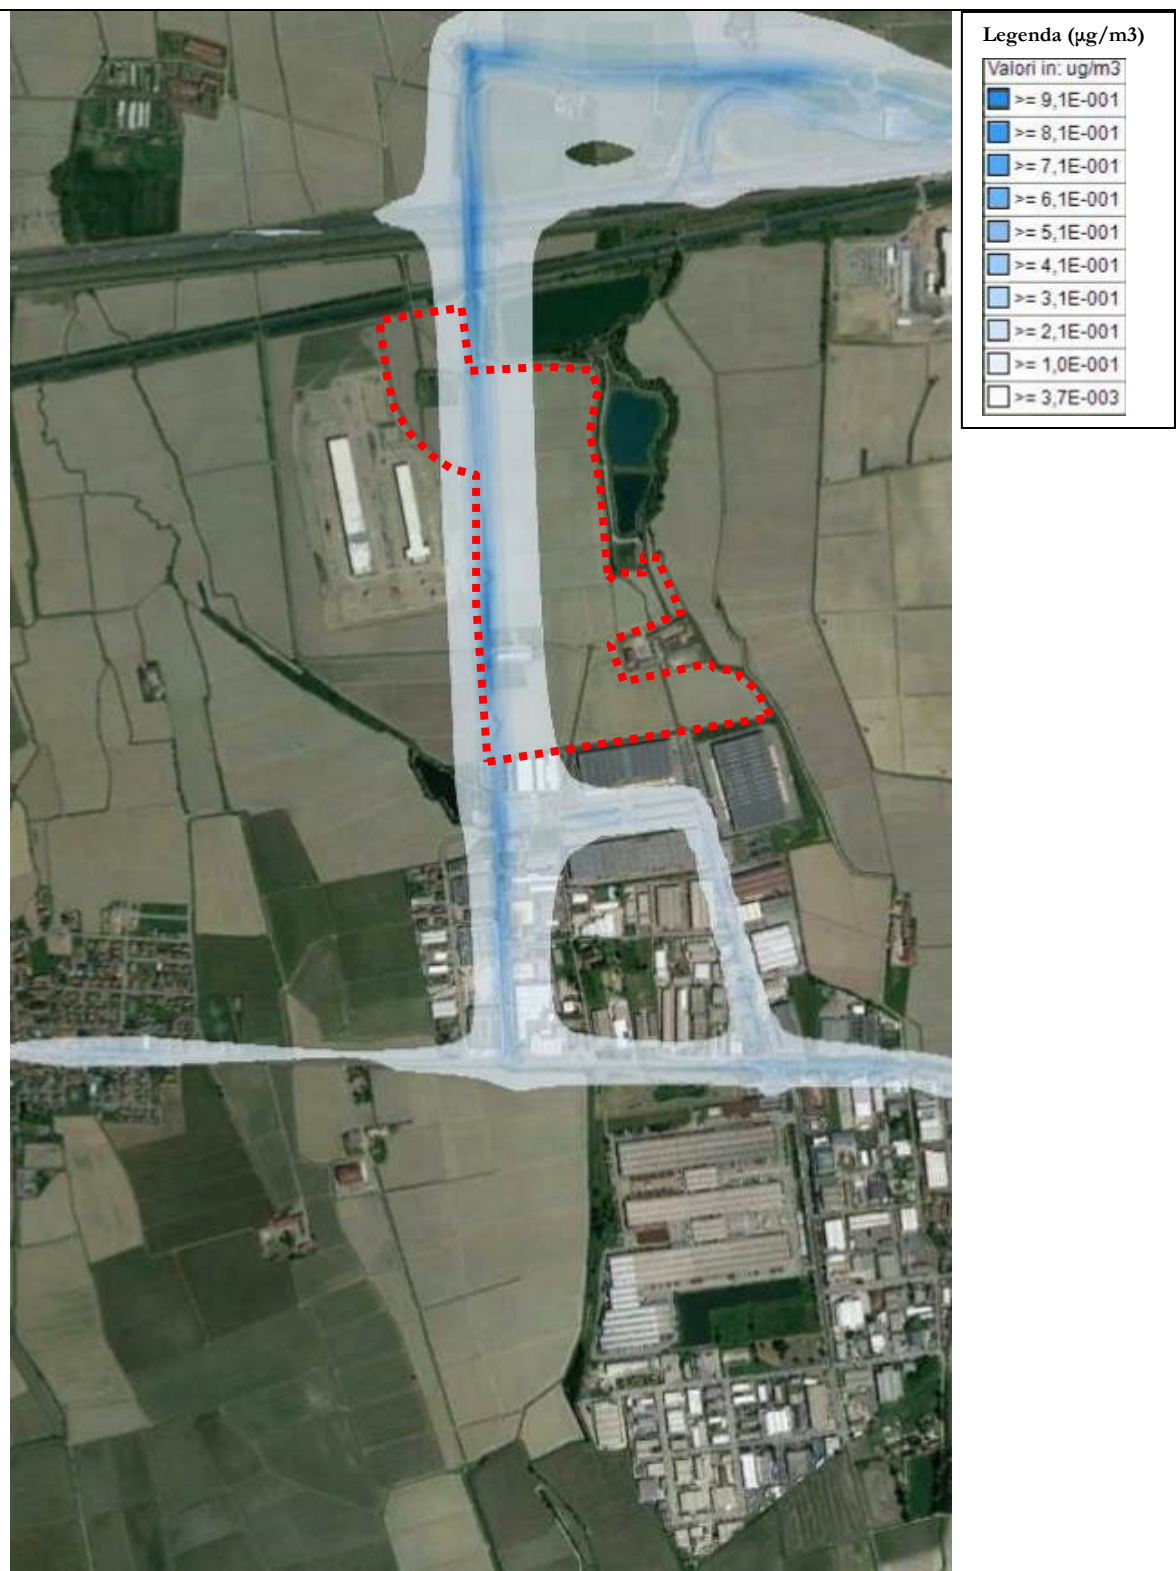 Legenda (µg/m3)
Valori in: ug/m3
>= 9,1E-001
>= 8,1E-001
>= 7,1E-001
>= 6,1E-001
>= 5,1E-001
>= 4,1E-001
>= 3,1E-001
>= 2,1E-001
>= 1,0E-001
>= 3,7E-003